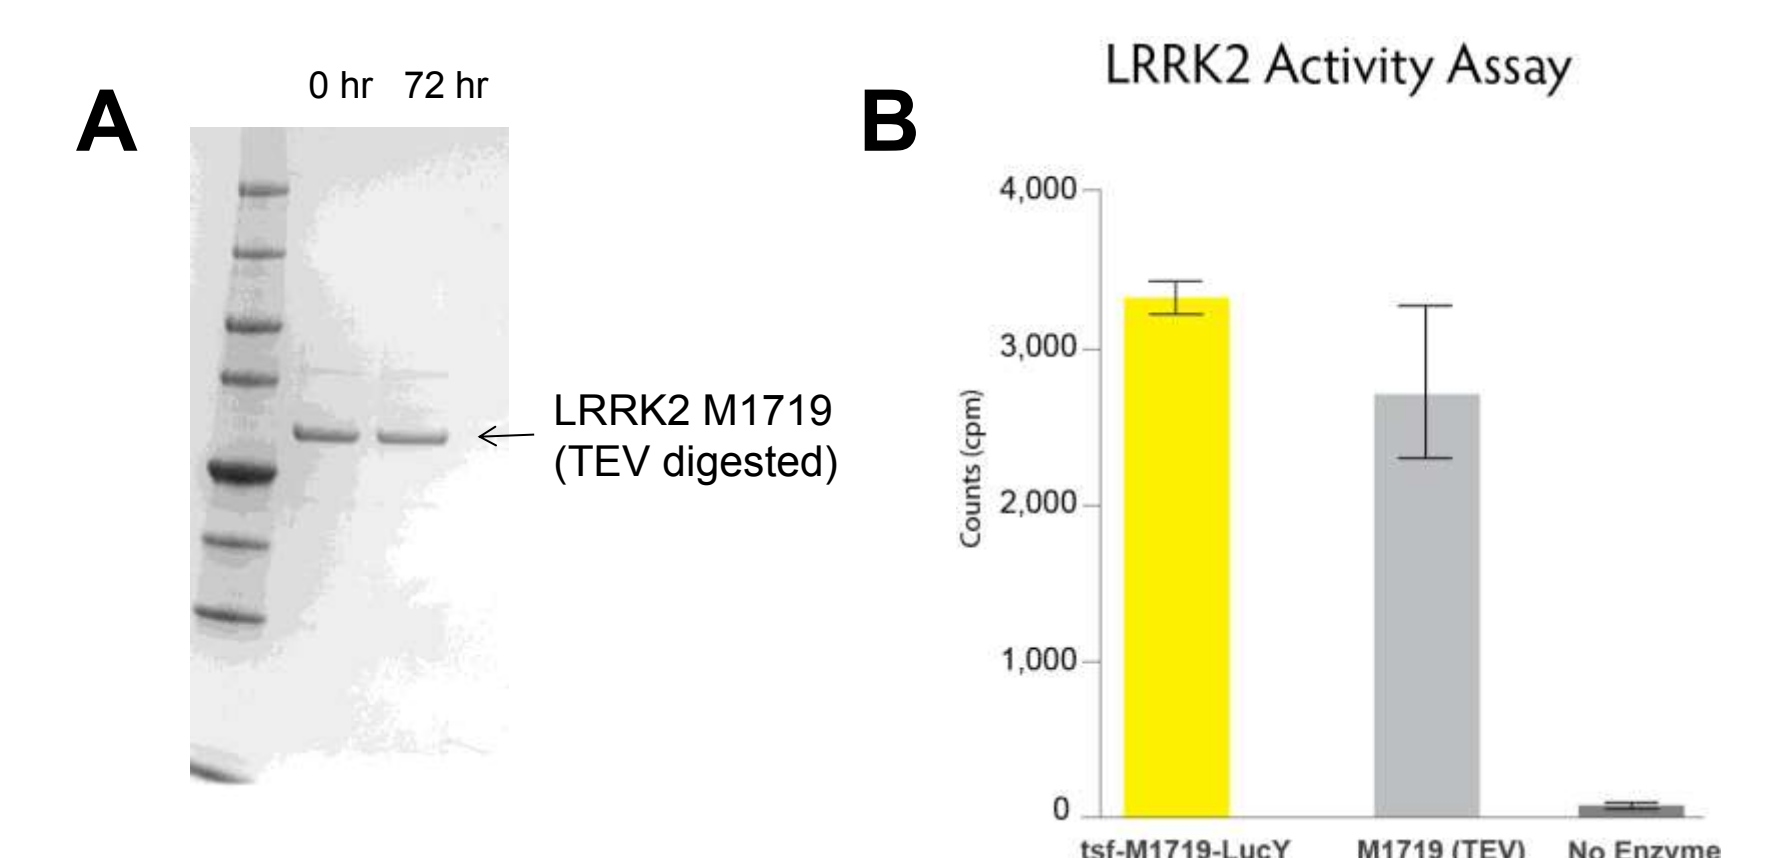 A
0 hr 72 hr
LRRK2 M1719
(TEV digested)
B
LRRK2 Activity Assay
Counts (cpm)
4,000
3,000
2,000
1,000
0
tsf-M1719-LucY M1719 (TEV) No Enzyme